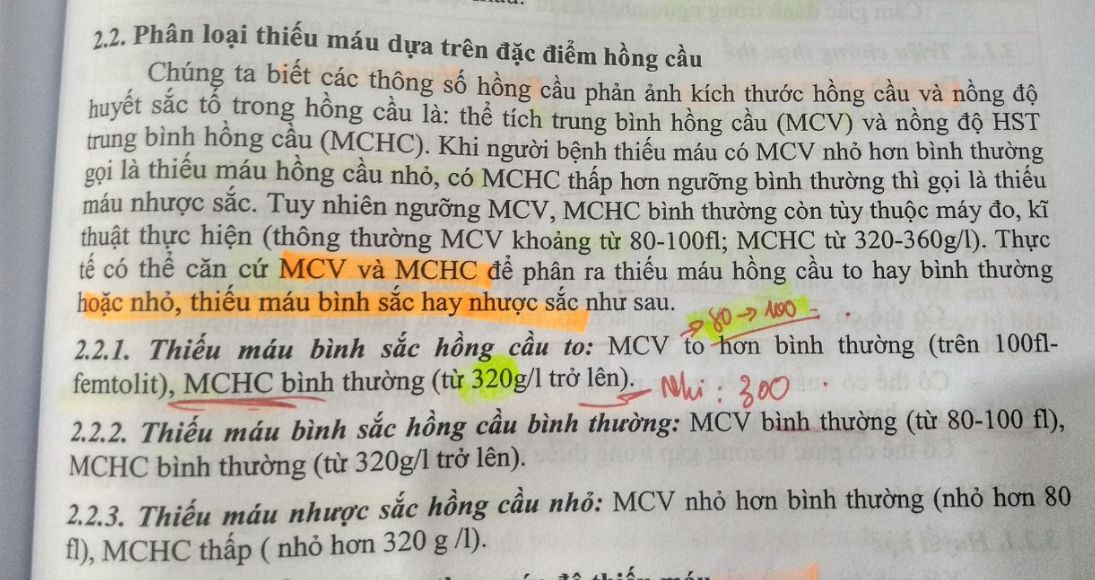 2.2. Phân loại thiếu máu dựa trên đặc điểm hồng cầu
Chúng ta biết các thông số hồng cầu phản ảnh kích thước hồng cầu và nồng độ
huyết sắc tố trong hồng cầu là: thể tích trung bình hồng cầu (MCV) và nồng độ HST
trung bình hồng cầu (MCHC). Khi người bệnh thiếu máu có MCV nhỏ hơn bình thường
gọi là thiếu máu hồng cầu nhỏ, có MCHC thấp hơn ngưỡng bình thường thì gọi là thiếu
máu nhược sắc. Tuy nhiên ngưỡng MCV, MCHC bình thường còn tùy thuộc máy đo, kĩ
thuật thực hiện (thông thường MCV khoảng từ 80-100fl; MCHC từ 320-360g/l). Thực
tế có thể căn cứ MCV và MCHC để phân ra thiếu máu hồng cầu to hay bình thường
hoặc nhỏ, thiếu máu bình sắc hay nhược sắc như sau.
→ 80 → 100
2.2.1. Thiếu máu bình sắc hồng cầu to: MCV to hơn bình thường (trên 100fl-
femtolit), MCHC bình thường (từ 320g/l trở lên). Nhi: 300
2.2.2. Thiếu máu bình sắc hồng cầu bình thường: MCV bình thường (từ 80-100 fl),
MCHC bình thường (từ 320g/l trở lên).
2.2.3. Thiếu máu nhược sắc hồng cầu nhỏ: MCV nhỏ hơn bình thường (nhỏ hơn 80
fl), MCHC thấp ( nhỏ hơn 320 g /l).